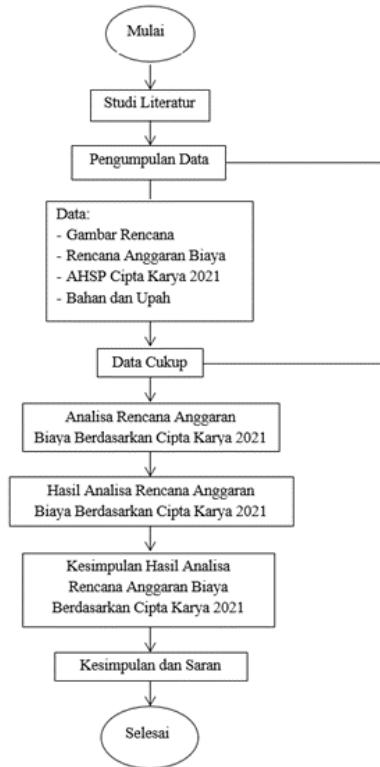 Mulai
Studi Literatur
Pengumpulan Data
Data:
- Gambar Rencana
- Rencana Anggaran Biaya
- AHSP Cipta Karya 2021
- Bahan dan Upah
Data Cukup
Analisa Rencana Anggaran
Biaya Berdasarkan Cipta Karya 2021
Hasil Analisa Rencana Anggaran
Biaya Berdasarkan Cipta Karya 2021
Kesimpulan Hasil Analisa
Rencana Anggaran Biaya
Berdasarkan Cipta Karya 2021
Kesimpulan dan Saran
Selesai